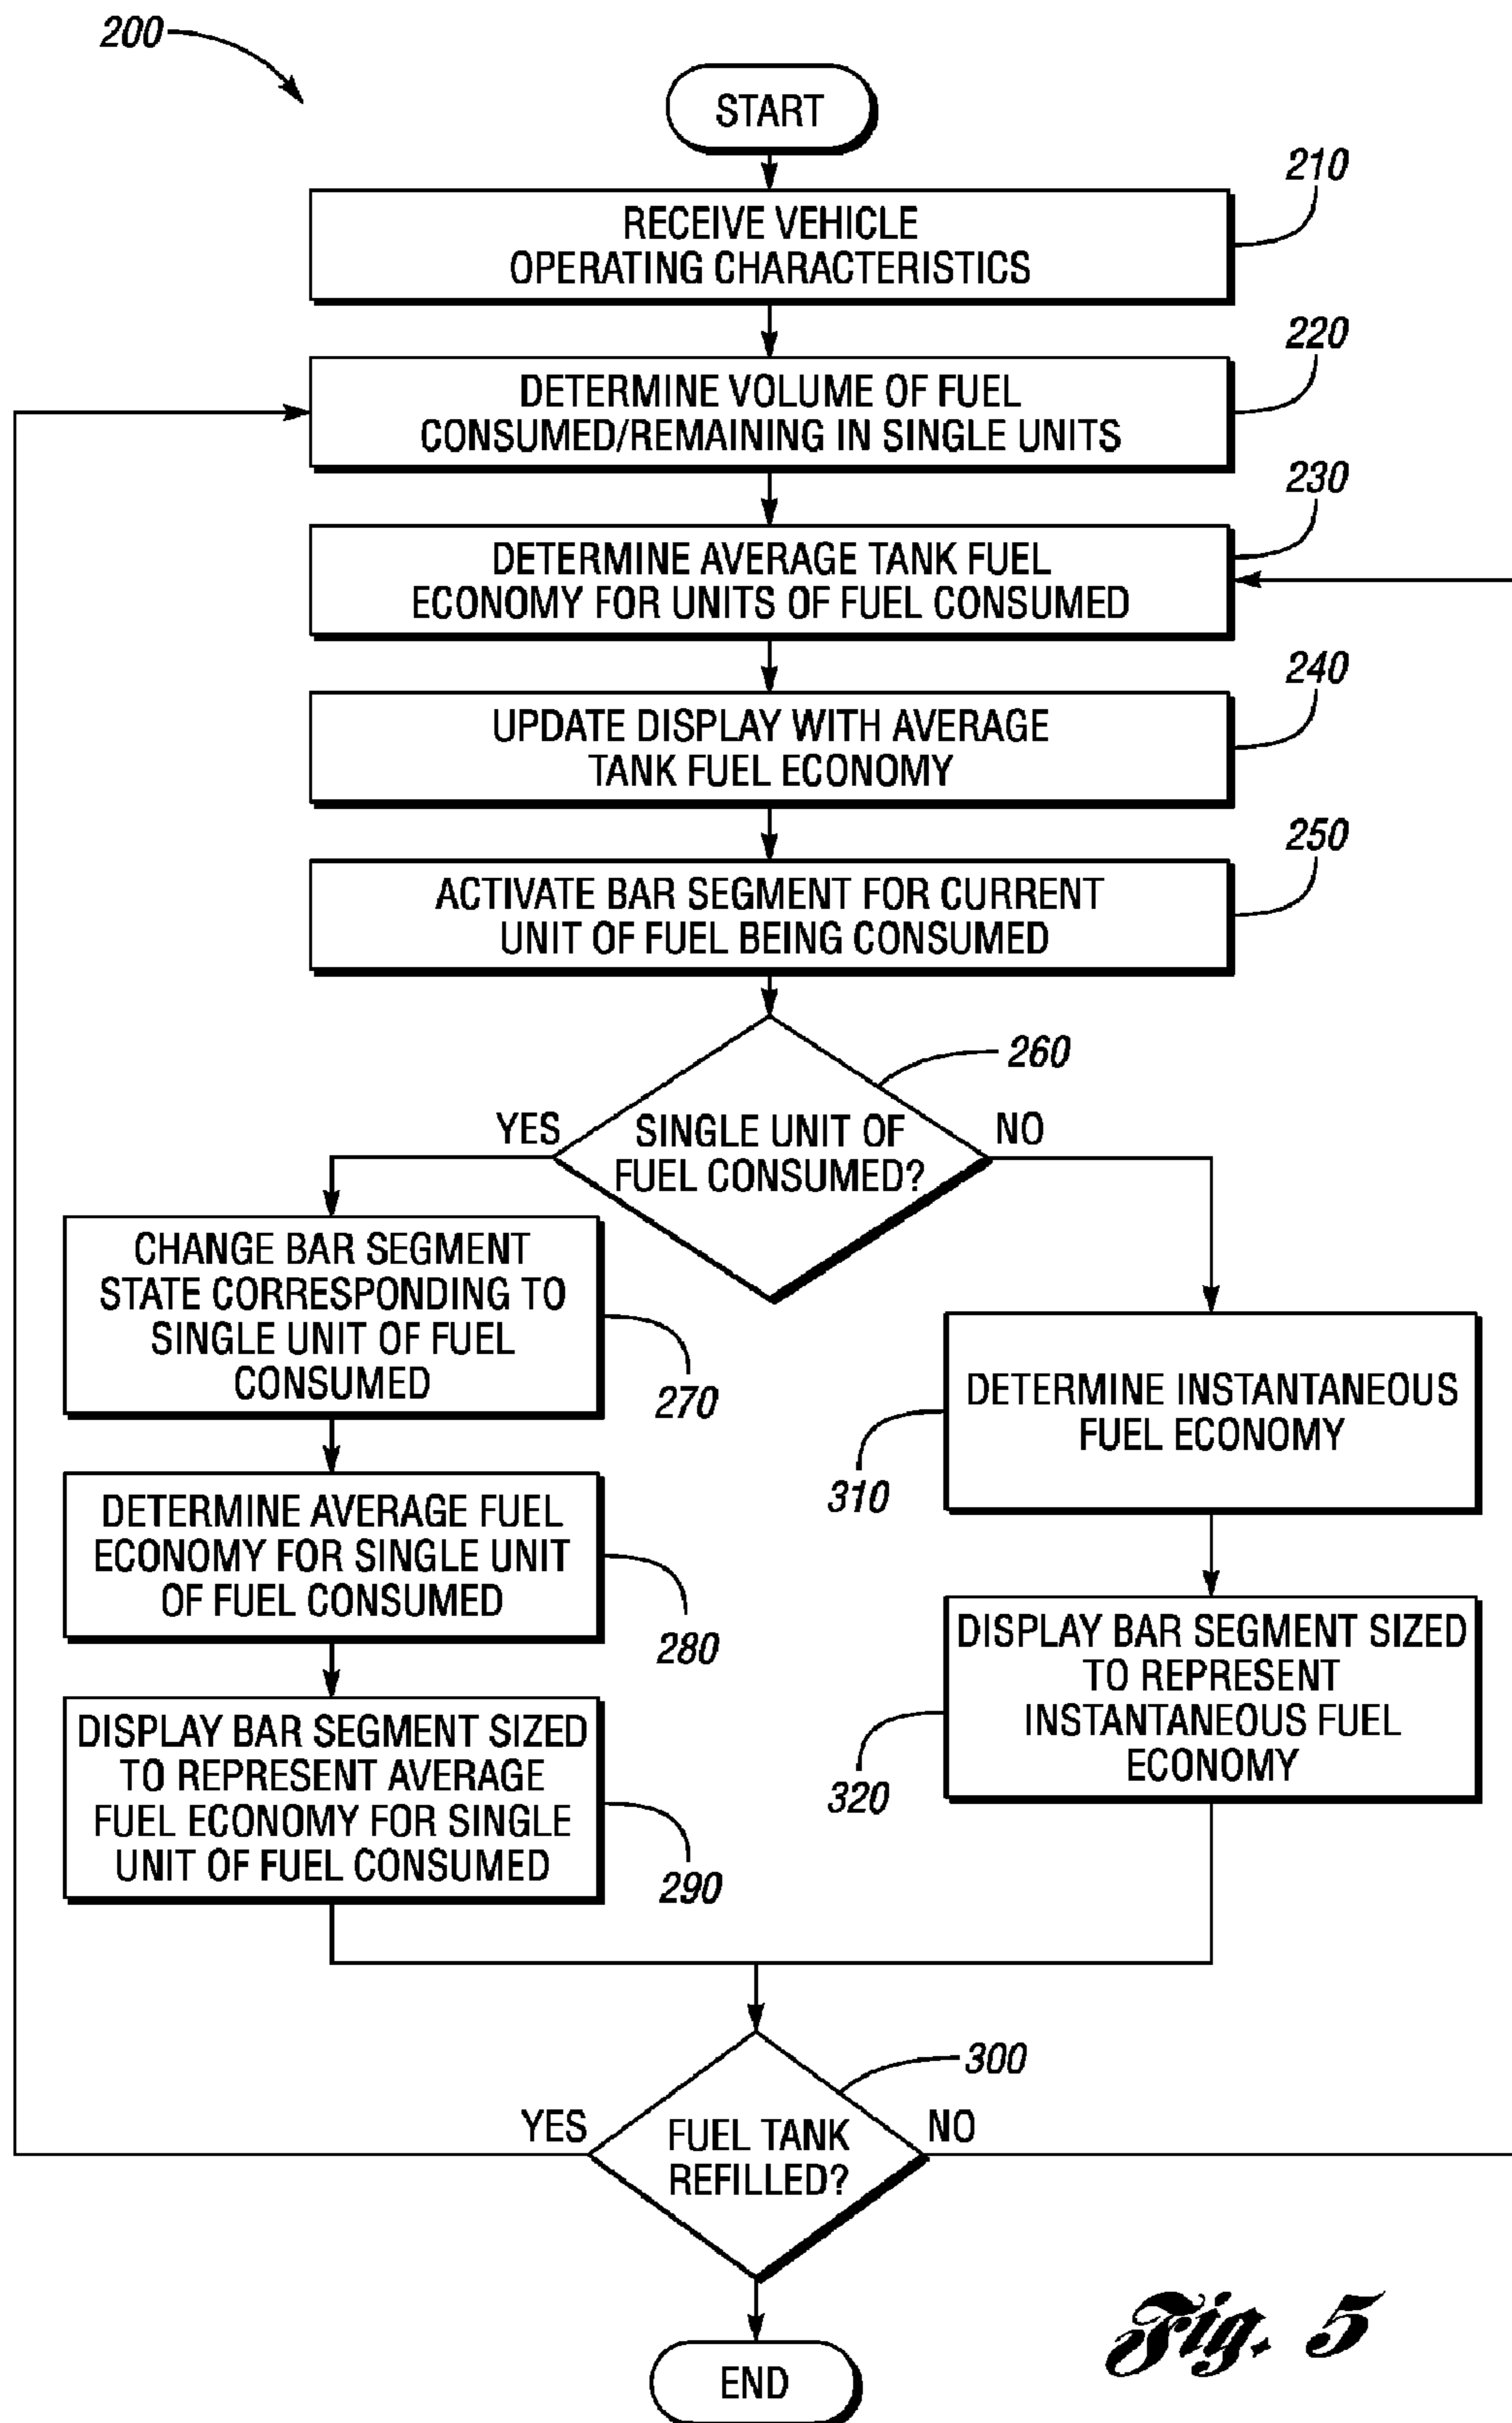 200
START
210
RECEIVE VEHICLE
OPERATING CHARACTERISTICS
220
DETERMINE VOLUME OF FUEL
CONSUMED/REMAINING IN SINGLE UNITS
230
DETERMINE AVERAGE TANK FUEL
ECONOMY FOR UNITS OF FUEL CONSUMED
240
UPDATE DISPLAY WITH AVERAGE
TANK FUEL ECONOMY
250
ACTIVATE BAR SEGMENT FOR CURRENT
UNIT OF FUEL BEING CONSUMED
260
YES
SINGLE UNIT OF
FUEL CONSUMED?
NO
CHANGE BAR SEGMENT
STATE CORRESPONDING TO
SINGLE UNIT OF FUEL
CONSUMED
270
DETERMINE INSTANTANEOUS
FUEL ECONOMY
310
DETERMINE AVERAGE FUEL
ECONOMY FOR SINGLE UNIT
OF FUEL CONSUMED
280
DISPLAY BAR SEGMENT SIZED
TO REPRESENT
INSTANTANEOUS FUEL
ECONOMY
320
DISPLAY BAR SEGMENT SIZED
TO REPRESENT AVERAGE
FUEL ECONOMY FOR SINGLE
UNIT OF FUEL CONSUMED
290
300
YES
FUEL TANK
REFILLED?
NO
END
Fig. 5